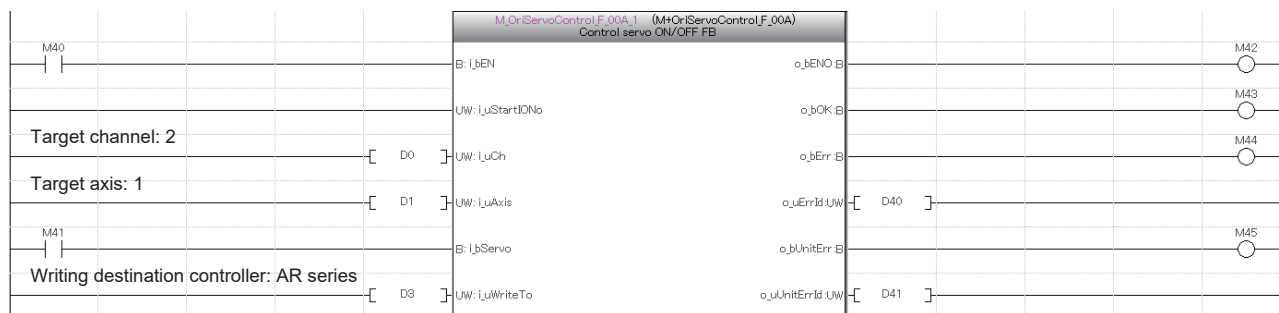 M_OriServoControl_F_00A_1 (M+OriServoControl_F_00A)
Control servo ON/OFF FB
M40
B: i_bEN
o_bENO:B
M42
UW: i_uStartIONo
o_bOK:B
M43
Target channel: 2
D0
UW: i_uCh
o_bErr:B
M44
Target axis: 1
D1
UW: i_uAxis
o_uErrId:UW
D40
M41
B: i_bServo
o_bUnitErr:B
M45
Writing destination controller: AR series
D3
UW: i_uWriteTo
o_uUnitErrId:UW
D41